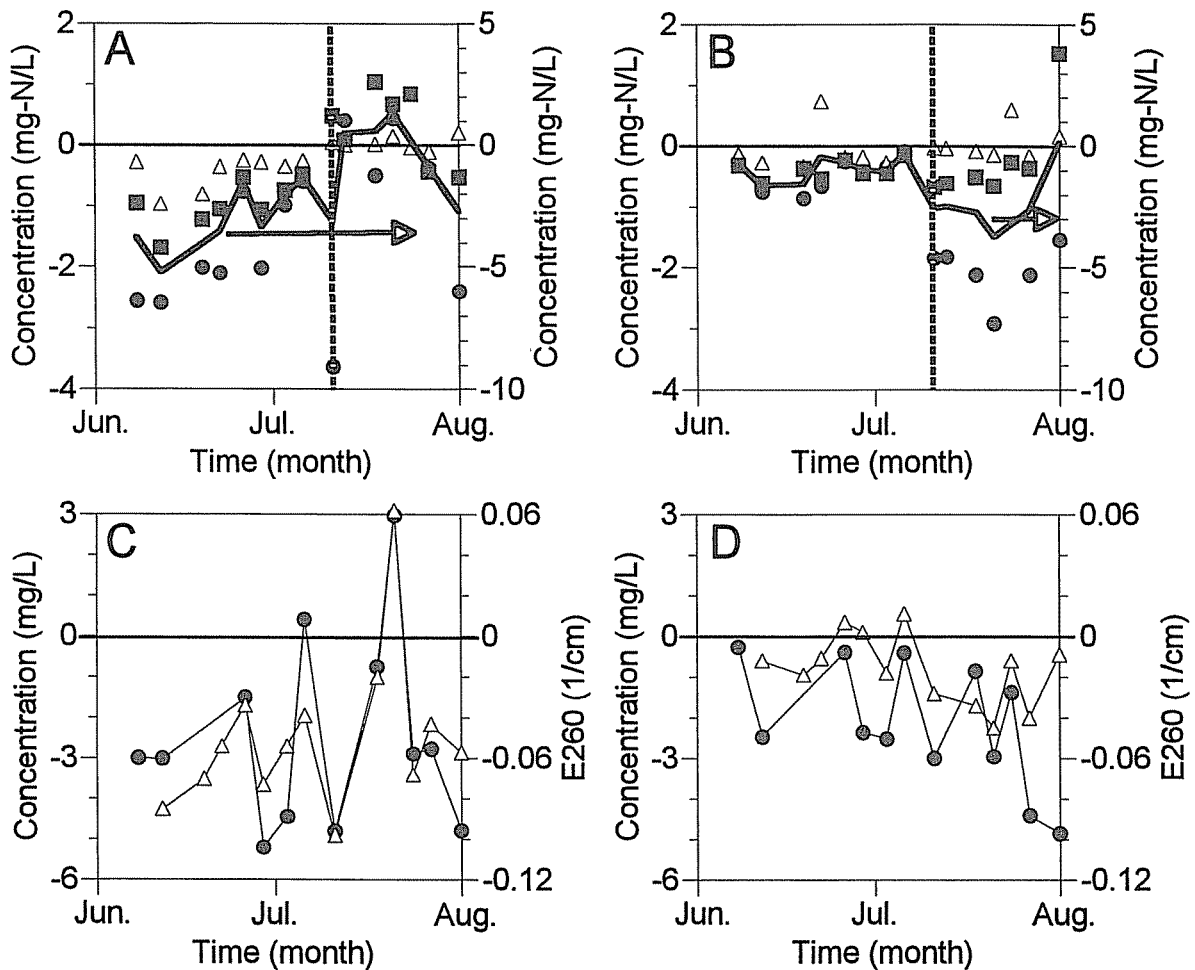 A
B
2
0
-2
-4
5
0
-5
-10
Concentration (mg-N/L)
Concentration (mg-N/L)
Jun.
Jul.
Aug.
Time (month)
2
0
-2
-4
5
0
-5
-10
Concentration (mg-N/L)
Concentration (mg-N/L)
Jun.
Jul.
Aug.
Time (month)
C
3
0
-3
-6
0.06
0
-0.06
-0.12
Concentration (mg/L)
E260 (1/cm)
Jun.
Jul.
Aug.
Time (month)
D
3
0
-3
-6
0.06
0
-0.06
-0.12
Concentration (mg/L)
E260 (1/cm)
Jun.
Jul.
Aug.
Time (month)